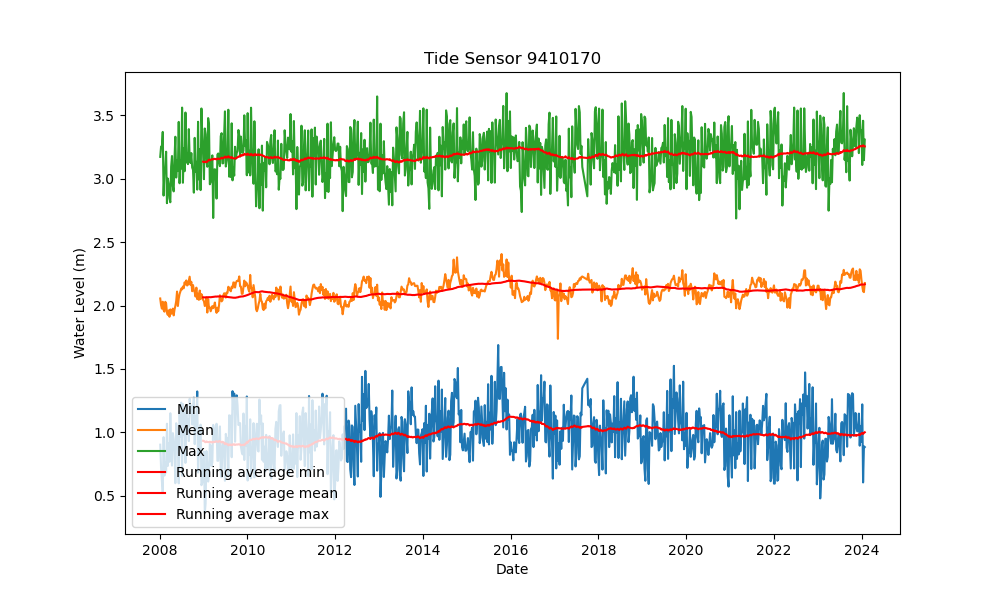 Tide Sensor 9410170
Water Level (m)
3.5
3.0
2.5
2.0
1.5
1.0
0.5
Min
Mean
Max
Running average min
Running average mean
Running average max
2008 2010 2012 2014 2016 2018 2020 2022 2024
Date